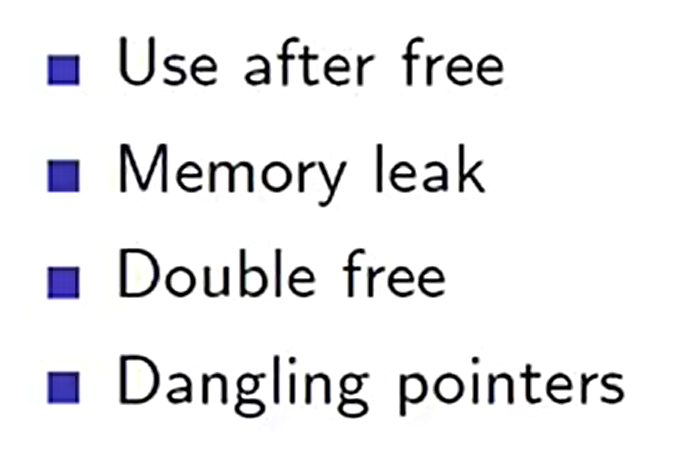 Use after free
Memory leak
Double free
Dangling pointers